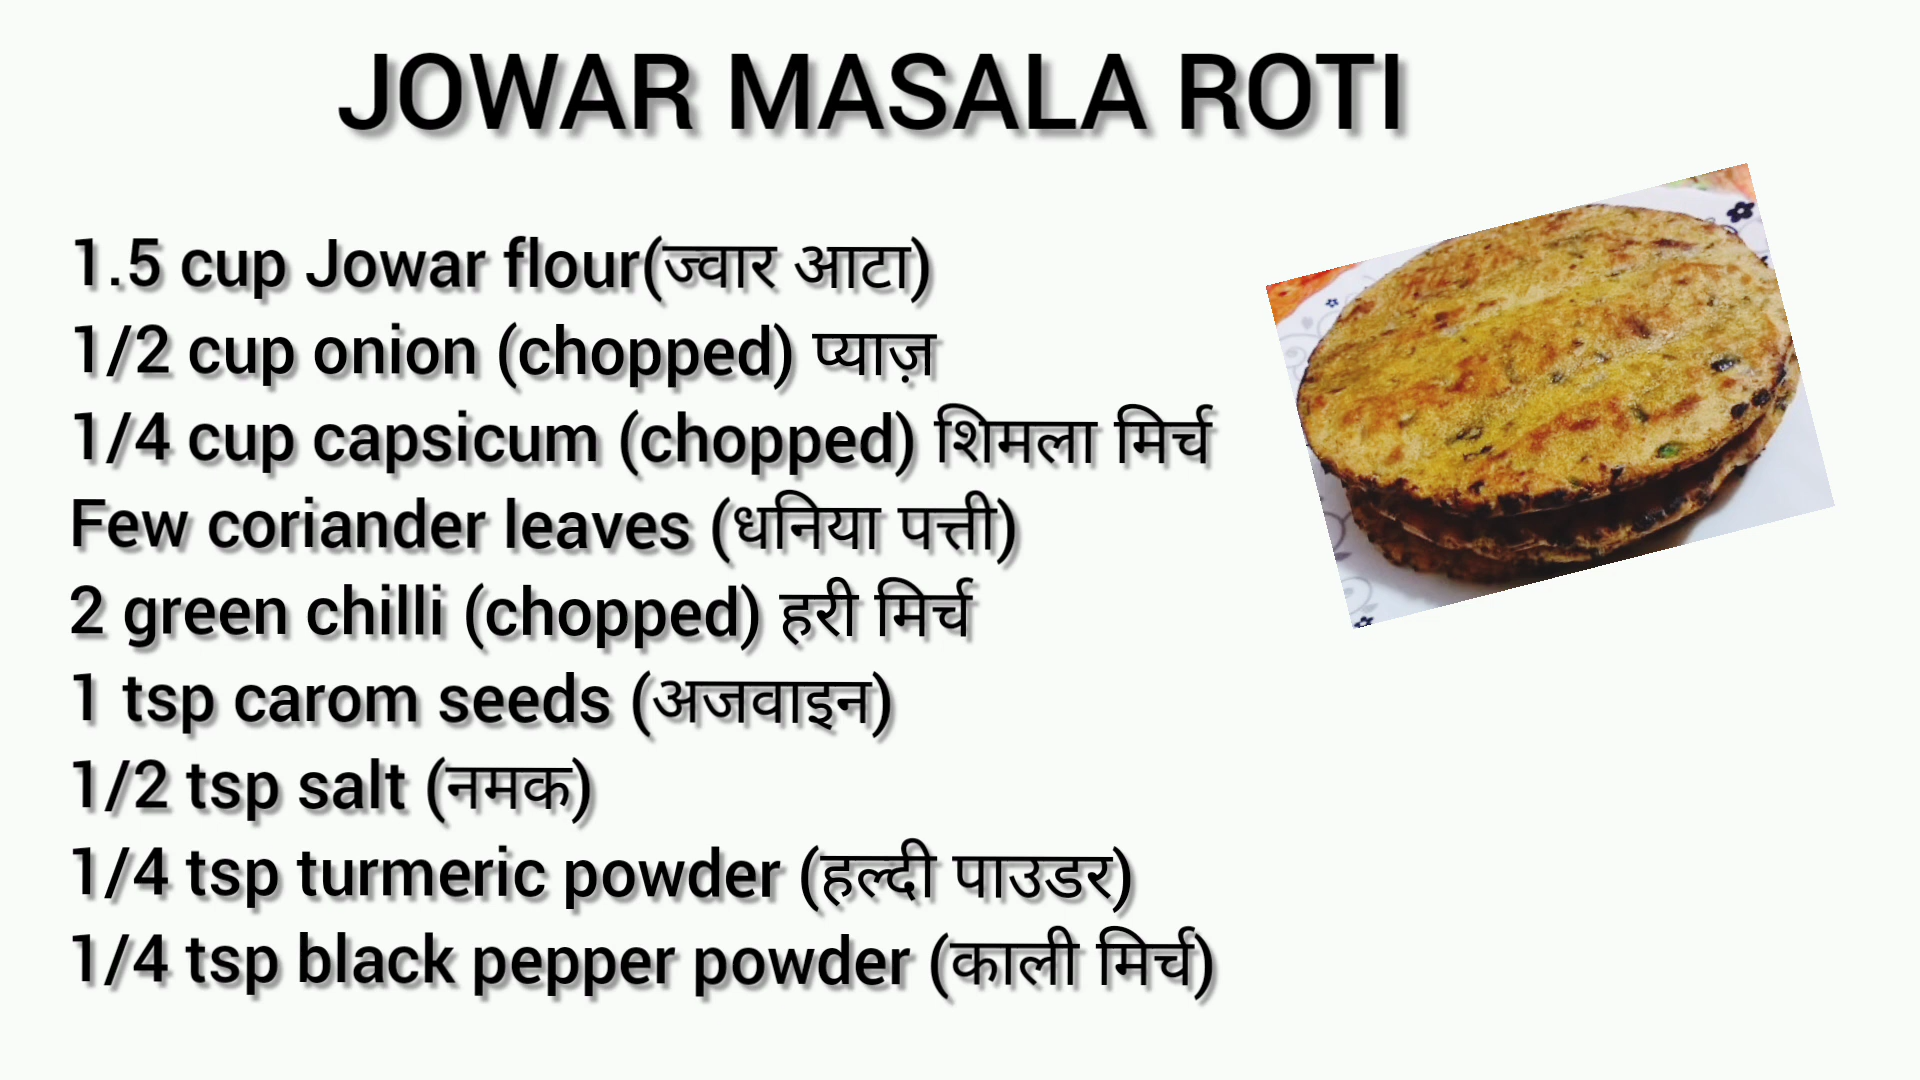 JOWAR MASALA ROTI
1.5 cup Jowar flour(ज्वार आटा)
1/2 cup onion (chopped) प्याज़
1/4 cup capsicum (chopped) शिमला मिर्च
Few coriander leaves (धनिया पत्ती)
2 green chilli (chopped) हरी मिर्च
1 tsp carom seeds (अजवाइन)
1/2 tsp salt (नमक)
1/4 tsp turmeric powder (हल्दी पाउडर)
1/4 tsp black pepper powder (काली मिर्च)